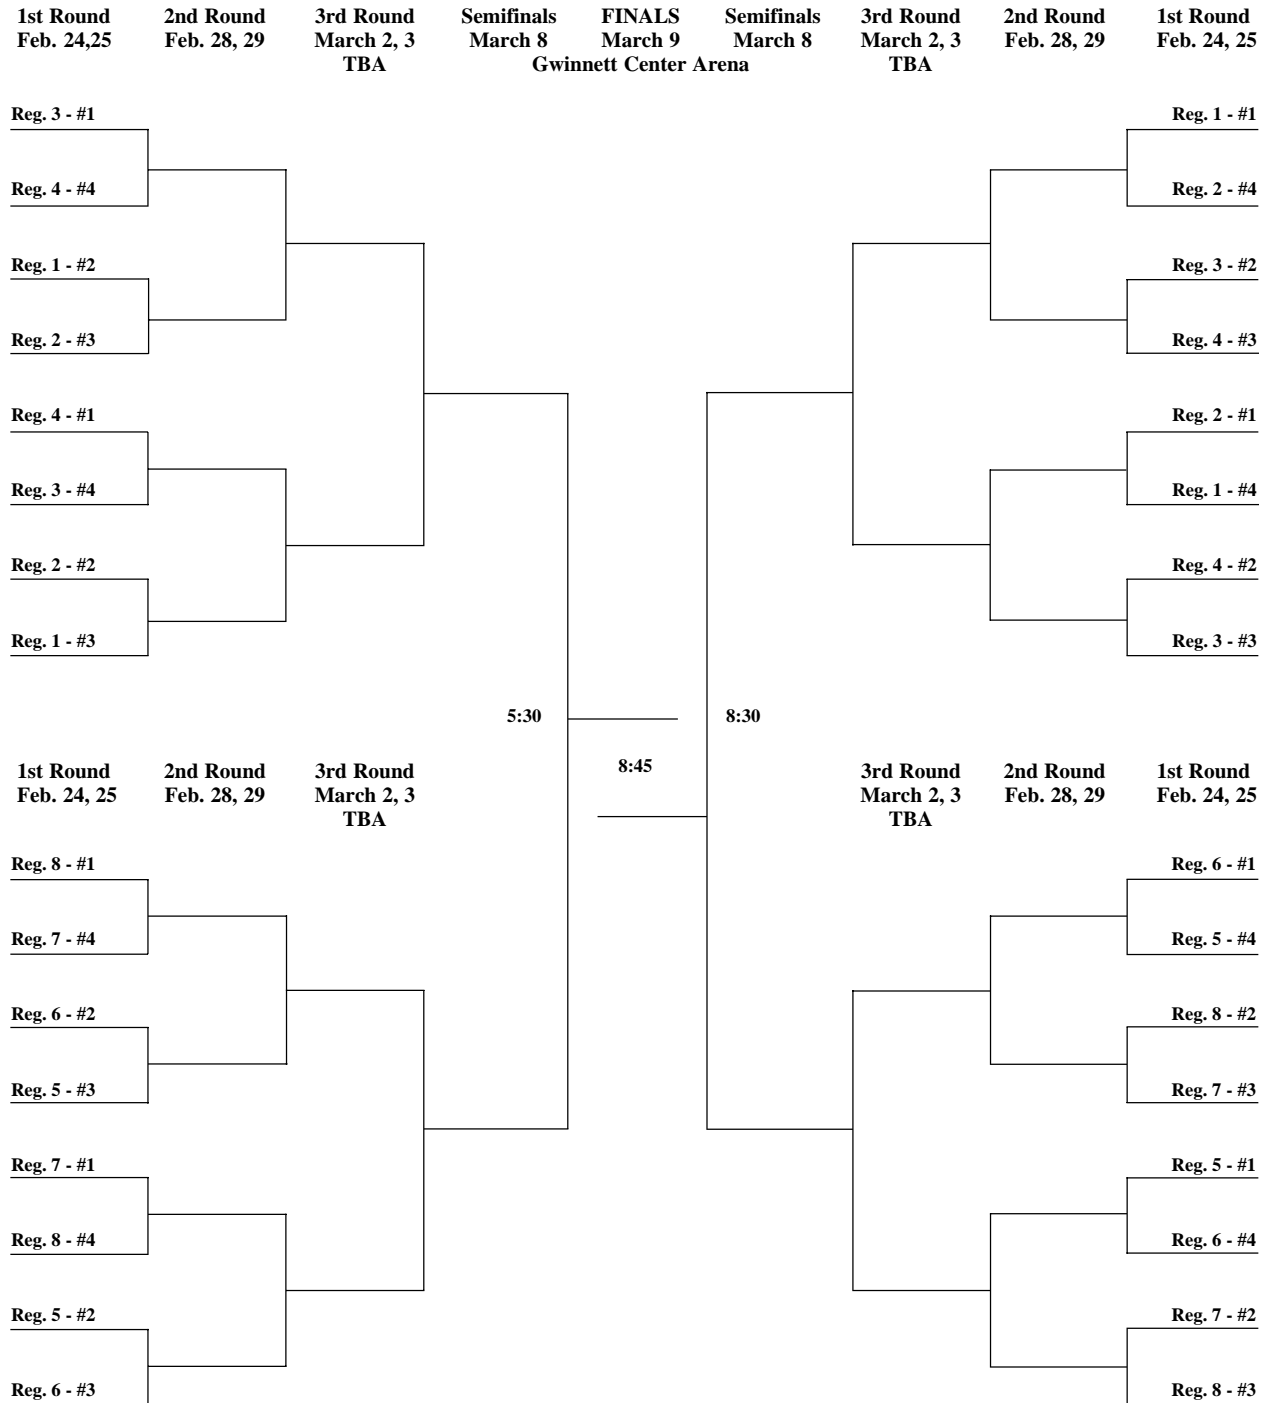 1st Round 2nd Round 3rd Round Semifinals FINALS Semifinals 3rd Round 2nd Round 1st Round
Feb. 24,25 Feb. 28, 29 March 2, 3 March 8 March 9 March 8 March 2, 3 Feb. 28, 29 Feb. 24, 25
TBA Gwinnett Center Arena TBA
Reg. 3 - #1 Reg. 1 - #1
Reg. 4 - #4 Reg. 2 - #4
Reg. 1 - #2 Reg. 3 - #2
Reg. 2 - #3 Reg. 4 - #3
Reg. 4 - #1 Reg. 2 - #1
Reg. 3 - #4 Reg. 1 - #4
Reg. 2 - #2 Reg. 4 - #2
Reg. 1 - #3 Reg. 3 - #3
5:30 8:30
8:45
1st Round 2nd Round 3rd Round 3rd Round 2nd Round 1st Round
Feb. 24, 25 Feb. 28, 29 March 2, 3 March 2, 3 Feb. 28, 29 Feb. 24, 25
TBA TBA
Reg. 8 - #1 Reg. 6 - #1
Reg. 7 - #4 Reg. 5 - #4
Reg. 6 - #2 Reg. 8 - #2
Reg. 5 - #3 Reg. 7 - #3
Reg. 7 - #1 Reg. 5 - #1
Reg. 8 - #4 Reg. 6 - #4
Reg. 5 - #2 Reg. 7 - #2
Reg. 6 - #3 Reg. 8 - #3